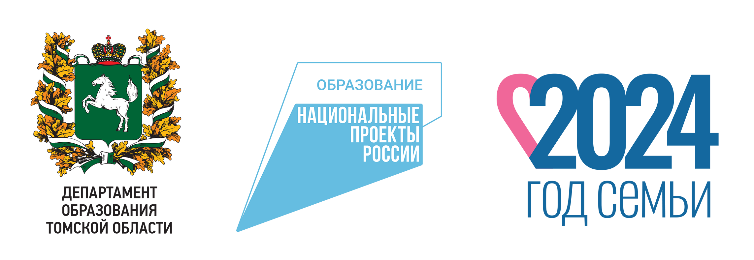 ДЕПАРТАМЕНТ
ОБРАЗОВАНИЯ
ТОМСКОЙ ОБЛАСТИ
ОБРАЗОВАНИЕ
НАЦИОНАЛЬНЫЕ
ПРОЕКТЫ
РОССИИ
2024
год семьи